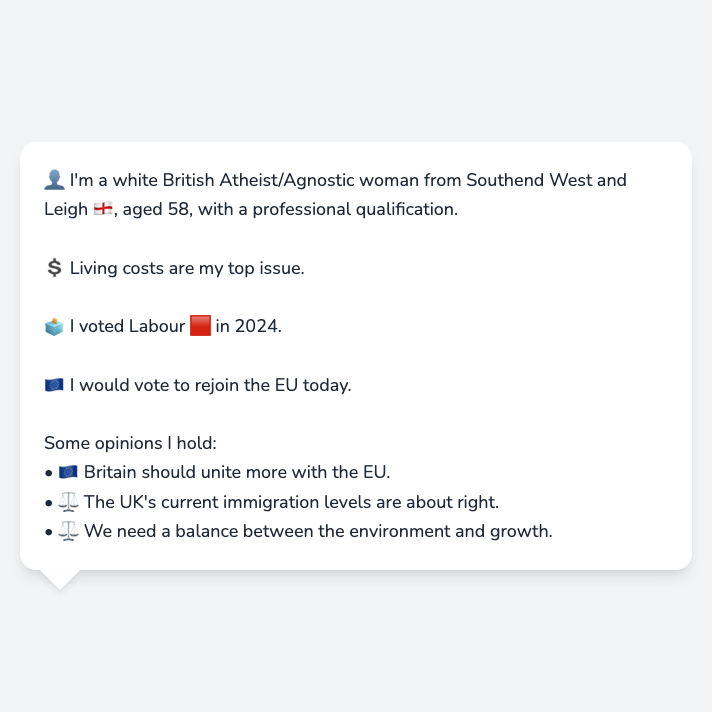 👤 I'm a white British Atheist/Agnostic woman from Southend West and
Leigh 🏴󠁧󠁢󠁥󠁮󠁧󠁿, aged 58, with a professional qualification.
💲 Living costs are my top issue.
🗳️ I voted Labour 🟥 in 2024.
🇪🇺 I would vote to rejoin the EU today.
Some opinions I hold:
• 🇪🇺 Britain should unite more with the EU.
• ⚖️ The UK's current immigration levels are about right.
• ⚖️ We need a balance between the environment and growth.